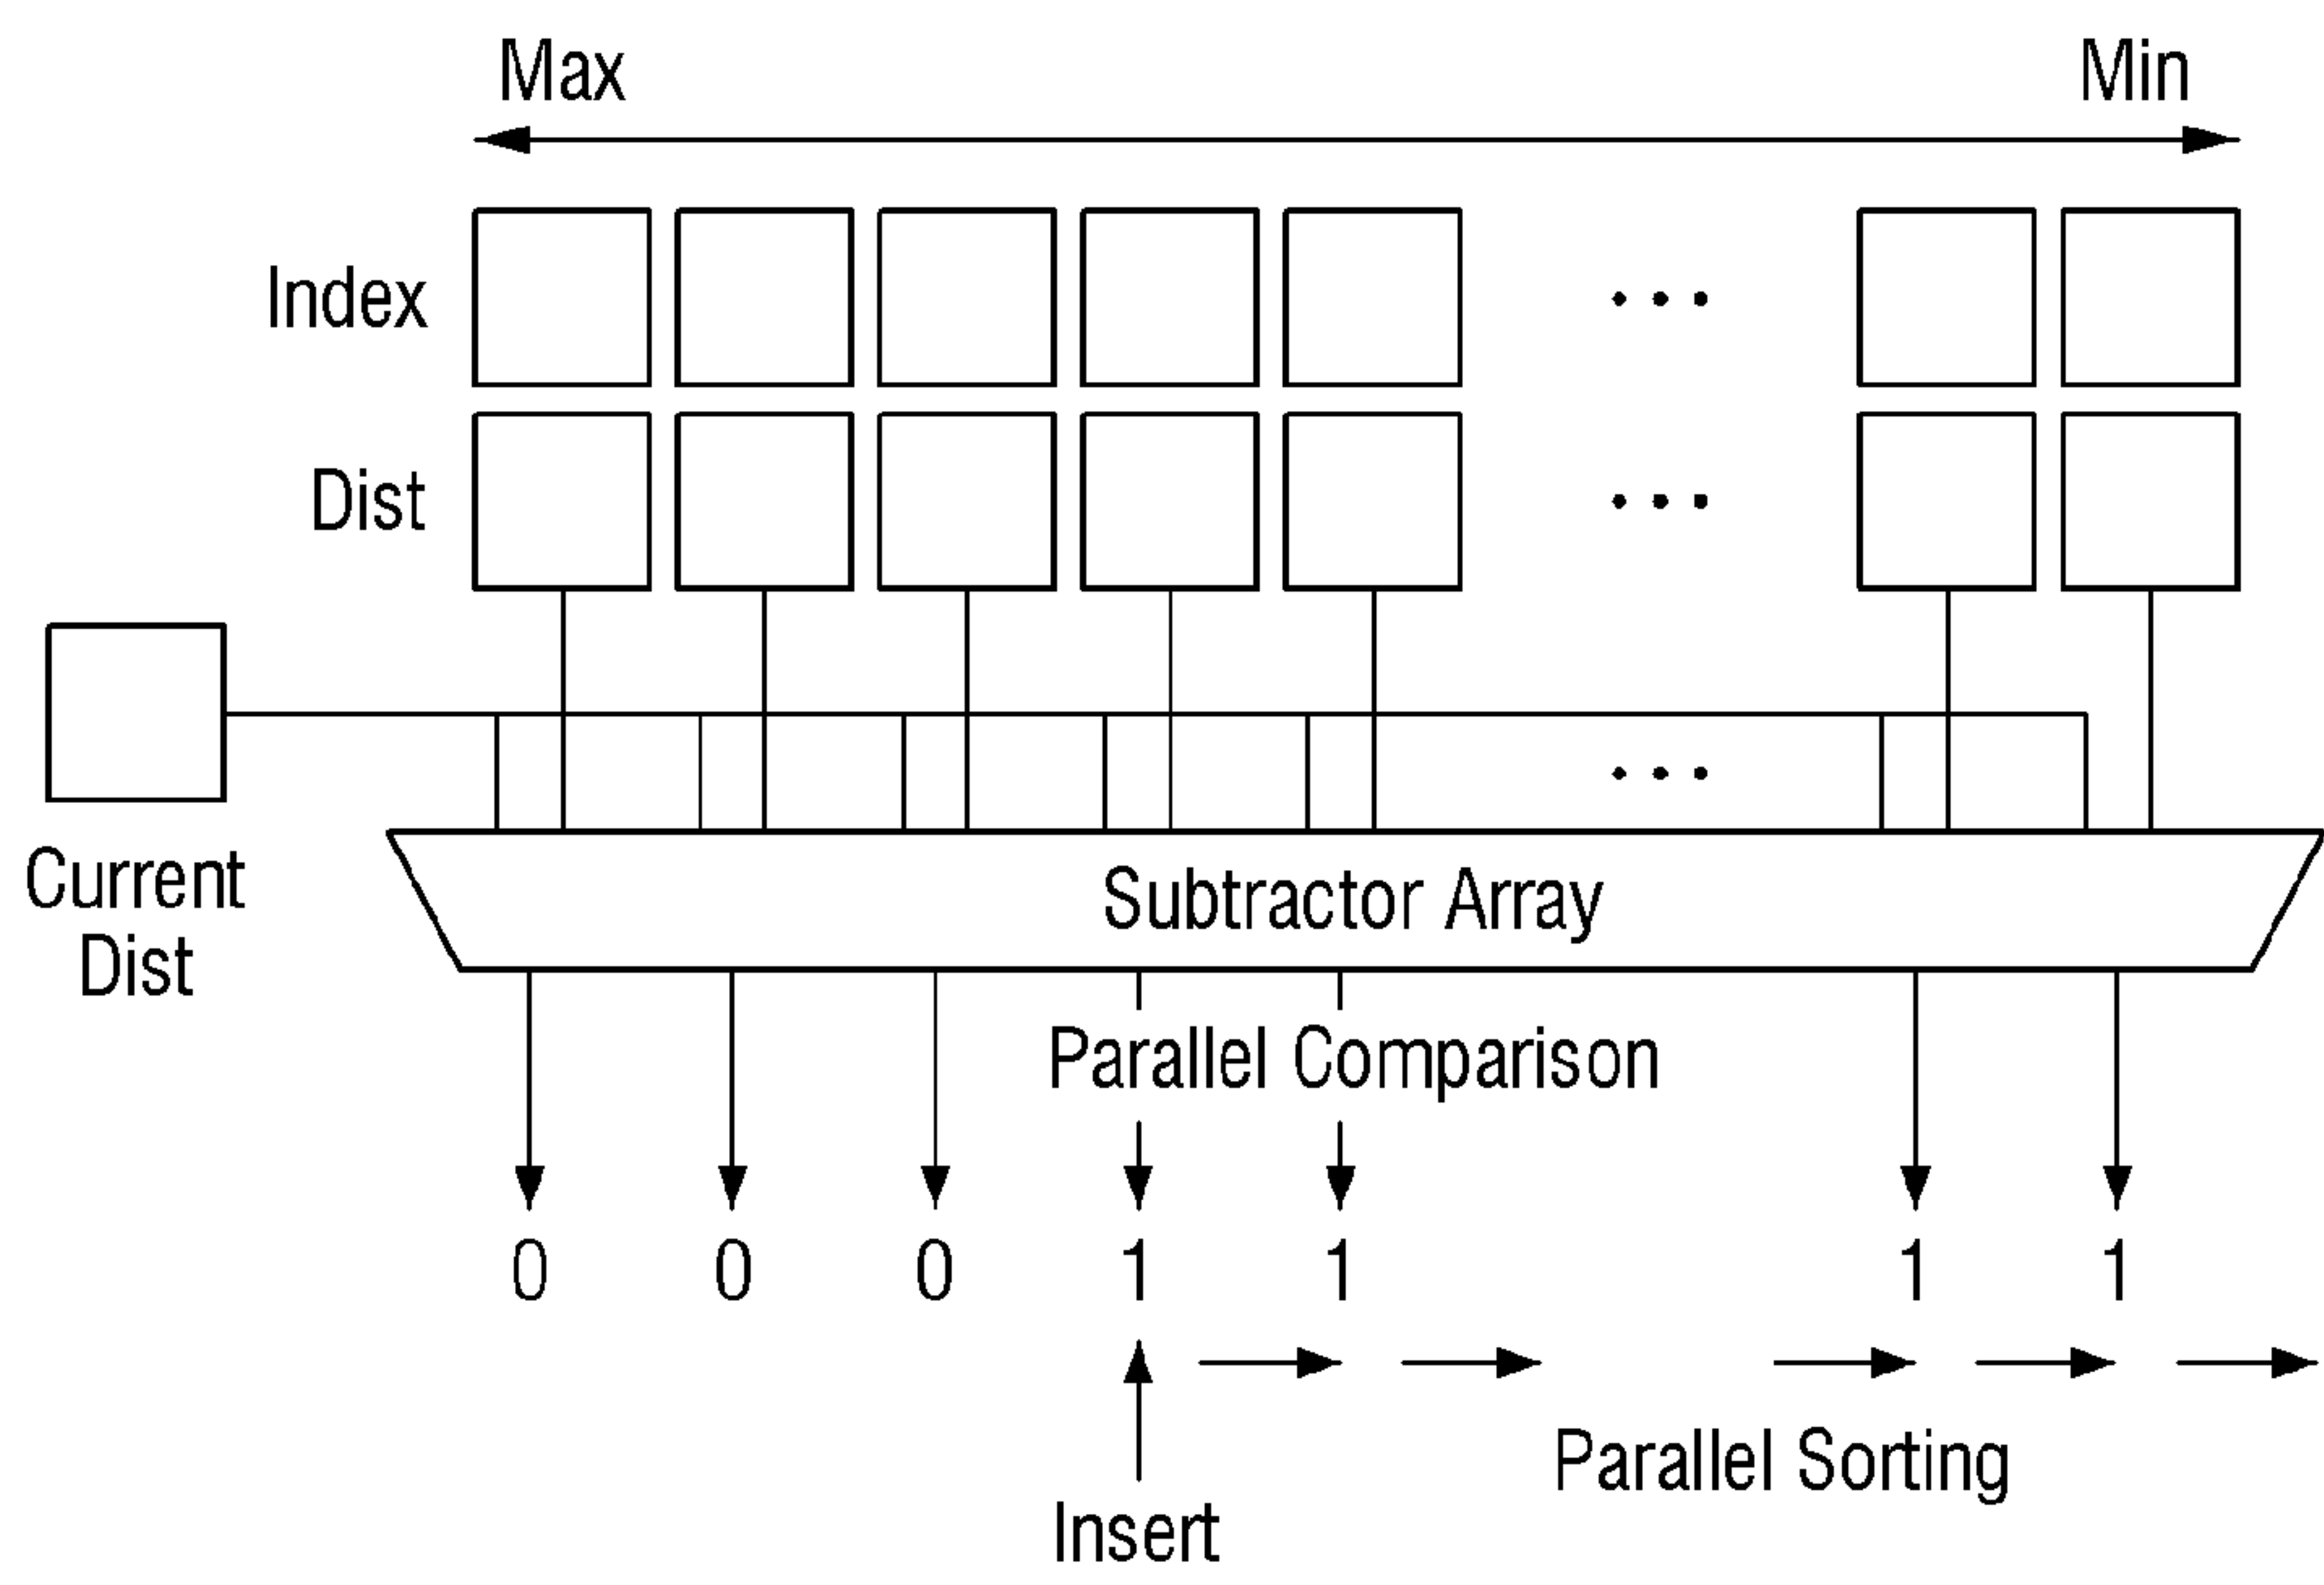 Max Min
Index
Dist
Current
Dist
Subtractor Array
Parallel Comparison
0 0 0 1 1 1 1
Parallel Sorting
Insert